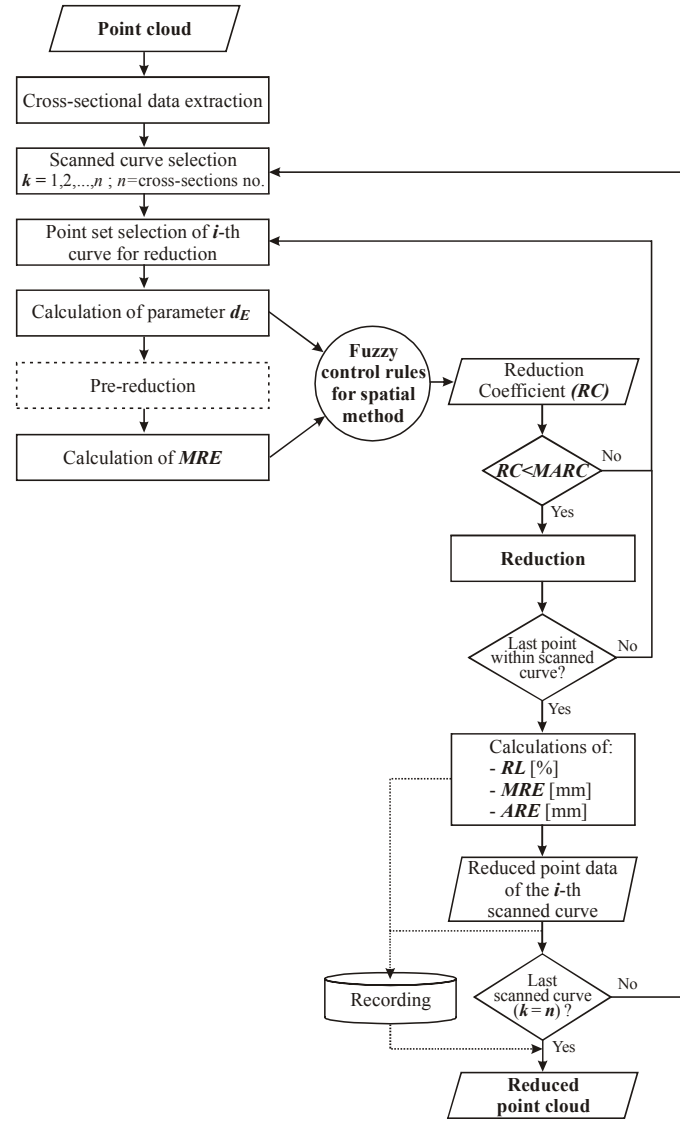 Point cloud
Cross-sectional data extraction
Scanned curve selection
k = 1,2,...,n ; n=cross-sections no.
Point set selection of i-th
curve for reduction
Calculation of parameter dE
Pre-reduction
Calculation of MRE
Fuzzy
control rules
for spatial
method
Reduction
Coefficient (RC)
RC<MARC
No
Yes
Reduction
Last point
within scanned
curve?
No
Yes
Calculations of:
- RL [%]
- MRE [mm]
- ARE [mm]
Reduced point data
of the i-th
scanned curve
Recording
Last
scanned curve
(k = n) ?
No
Yes
Reduced
point cloud